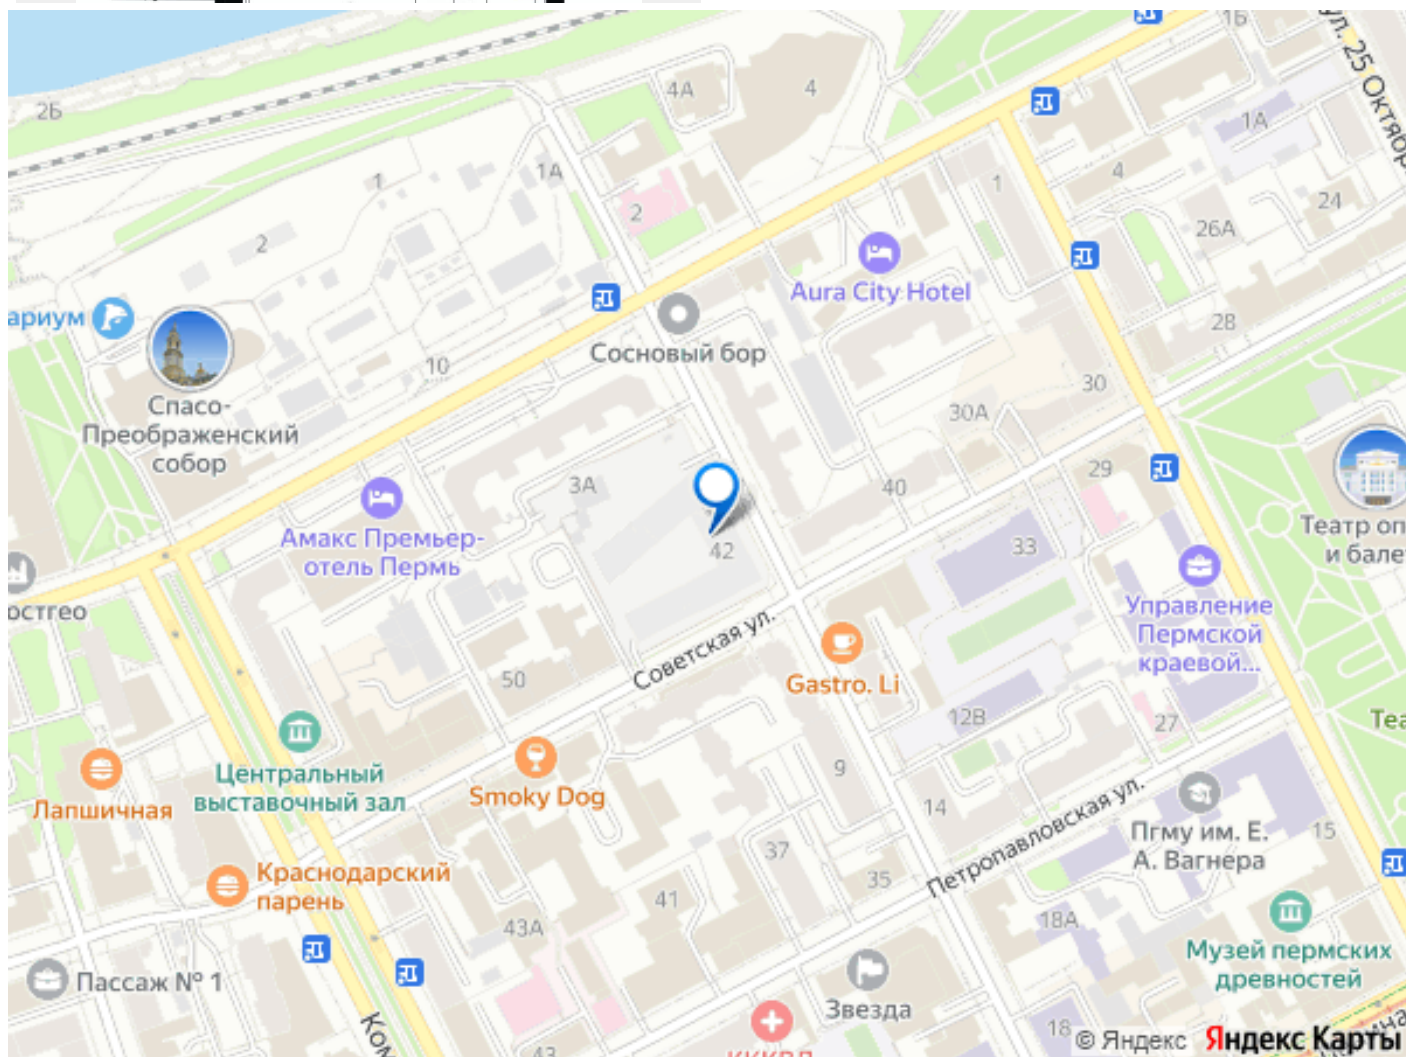 1Б
ул. 25 Октябр
2Б
4А
4
1А
1А
4
1
1
24
2
26А
2
Aura City Hotel
ариум
28
Сосновый бор
10
30
Спасо-
Преображенский
собор
30А
29
3А
40
Театр оп
и бале
Амакс Премьер-
отель Пермь
42
33
остгео
Управление
Пермской
краевой...
Советская ул.
50
Gastro. Li
12В
27
Теа
Центральный
выставочный зал
9
Smoky Dog
Лапшичная
14
Петропавловская ул.
Пгму им. Е.
А. Вагнера
15
37
Краснодарский
парень
35
41
43А
18А
Музей пермских
древностей
Пассаж № 1
Звезда
Ком
18
© Яндекс Яндекс Карты
43